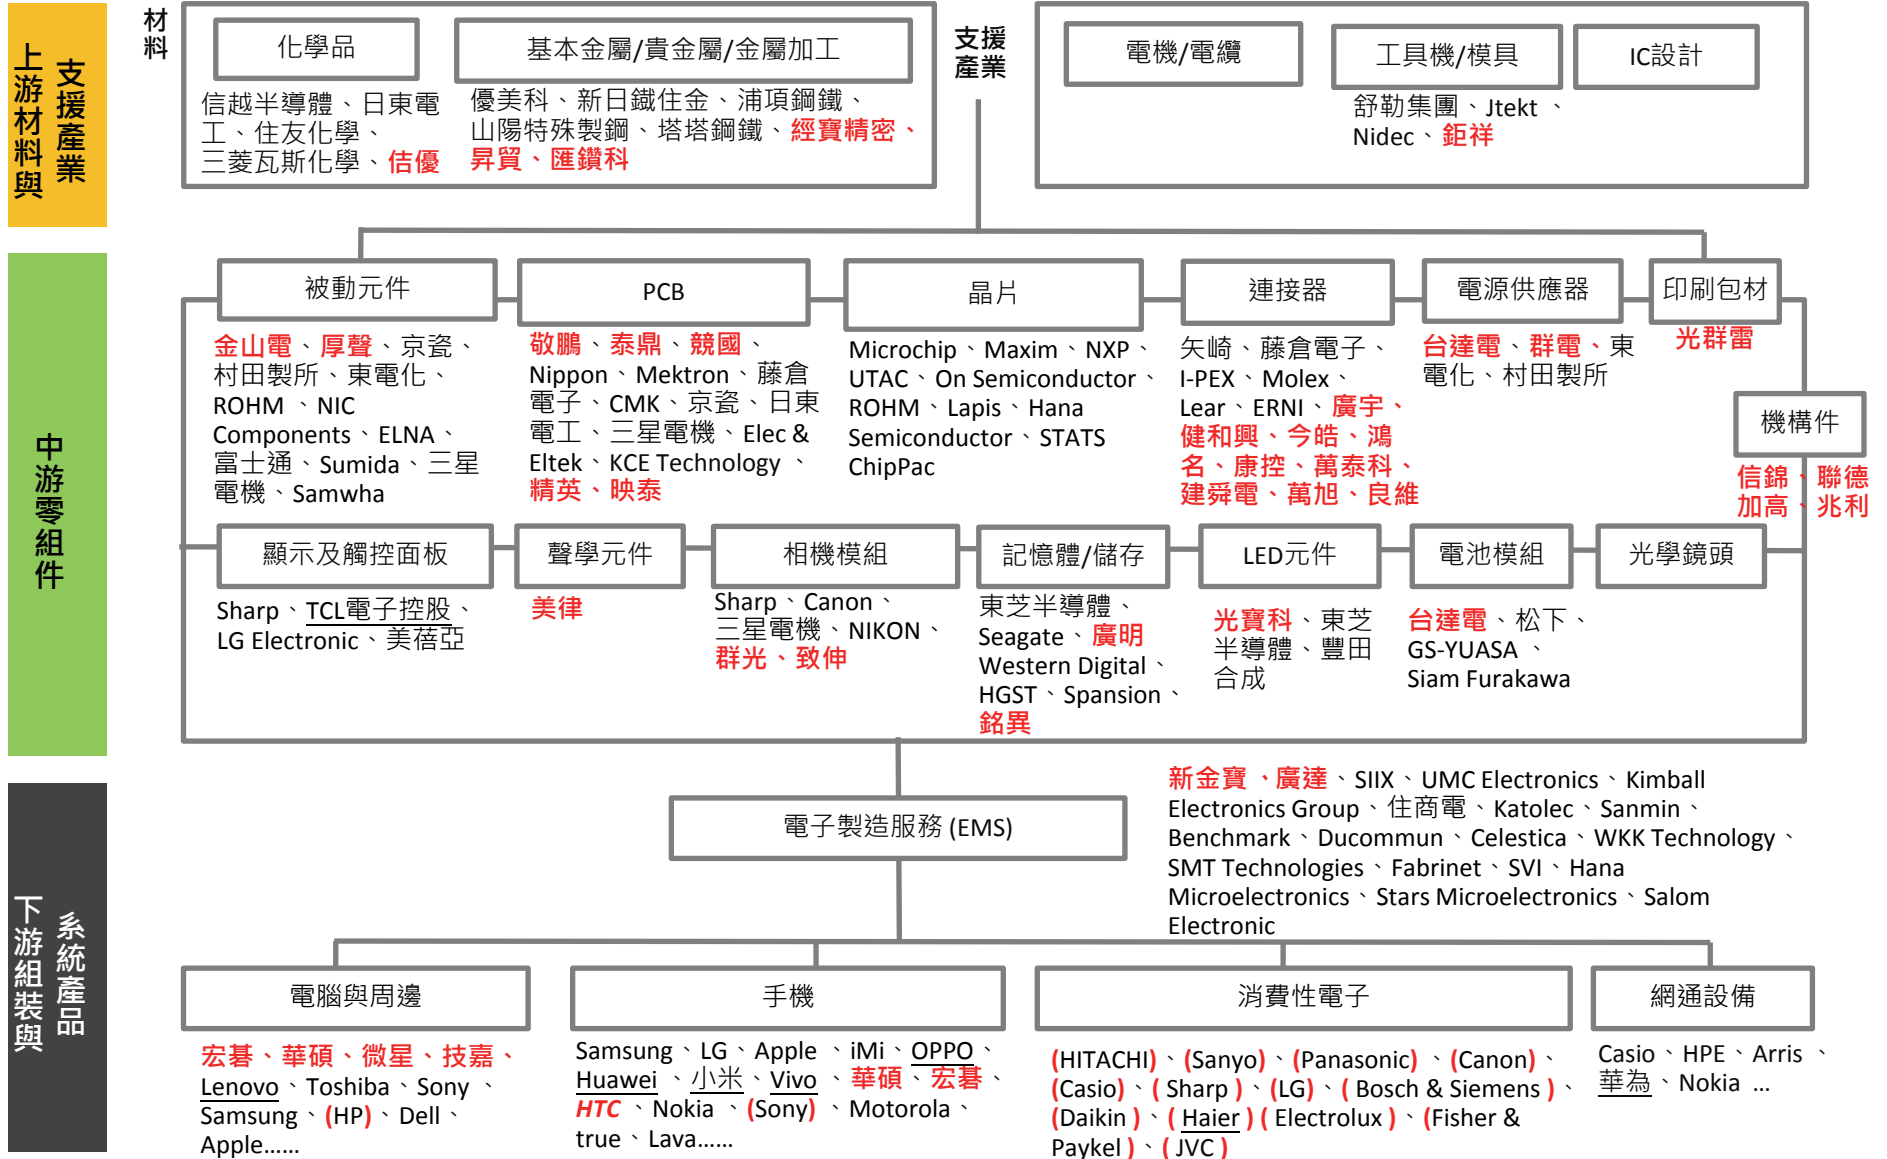 上游材料與
支援產業
材料
化學品
基本金屬/貴金屬/金屬加工
信越半導體、日東電
工、住友化學、
三菱瓦斯化學、佶優
優美科、新日鐵住金、浦項鋼鐵、
山陽特殊製鋼、塔塔鋼鐵、經寶精密、
昇貿、匯鑽科
支援
產業
電機/電纜
工具機/模具
IC設計
舒勒集團、Jtekt、
Nidec、鉅祥
中游零組件
被動元件
金山電、厚聲、京瓷、
村田製所、東電化、
ROHM、NIC
Components、ELNA、
富士通、Sumida、三星
電機、Samwha
PCB
敬鵬、泰鼎、競國、
Nippon、Mektron、藤倉
電子、CMK、京瓷、日東
電工、三星電機、Elec &
Eltek、KCE Technology、
精英、映泰
晶片
Microchip、Maxim、NXP、
UTAC、On Semiconductor、
ROHM、Lapis、Hana
Semiconductor、STATS
ChipPac
連接器
矢崎、藤倉電子、
I-PEX、Molex、
Lear、ERNI、廣宇、
健和興、今皓、鴻
名、康控、萬泰科、
建舜電、萬旭、良維
電源供應器
台達電、群電、東
電化、村田製所
印刷包材
光群雷
機構件
信錦、聯德
加高、兆利
顯示及觸控面板
Sharp、TCL電子控股、
LG Electronic、美蓓亞
聲學元件
美律
相機模組
Sharp、Canon、
三星電機、NIKON、
群光、致伸
記憶體/儲存
東芝半導體、
Seagate、廣明
Western Digital、
HGST、Spansion、
銘異
LED元件
光寶科、東芝
半導體、豐田
合成
電池模組
台達電、松下、
GS-YUASA、
Siam Furakawa
光學鏡頭
下游組裝與
系統產品
電子製造服務 (EMS)
新金寶、廣達、SIIX、UMC Electronics、Kimball
Electronics Group、住商電、Katolec、Sanmin、
Benchmark、Ducommun、Celestica、WKK Technology、
SMT Technologies、Fabrinet、SVI、Hana
Microelectronics、Stars Microelectronics、Salom
Electronic
電腦與周邊
宏碁、華碩、微星、技嘉、
Lenovo、Toshiba、Sony、
Samsung、(HP)、Dell、
Apple……
手機
Samsung、LG、Apple、iMi、OPPO、
Huawei、小米、Vivo、華碩、宏碁、
HTC、Nokia、(Sony)、Motorola、
true、Lava……
消費性電子
(HITACHI)、(Sanyo)、(Panasonic)、(Canon)、
(Casio)、( Sharp )、(LG)、( Bosch & Siemens )、
(Daikin )、( Haier ) ( Electrolux )、(Fisher &
Paykel )、( JVC )
網通設備
Casio、HPE、Arris、
華為、Nokia ...